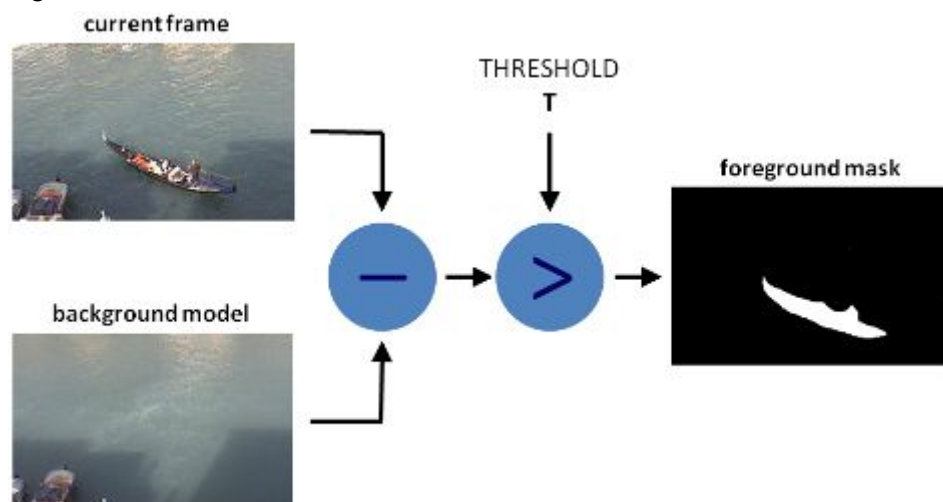 current frame
THRESHOLD
T
foreground mask
−
>
background model